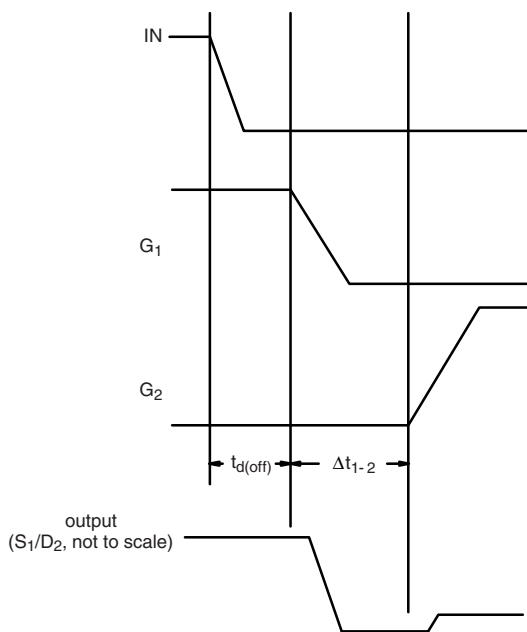 IN
G1
G2
td(off)
Δt1-2
output
(S1/D2, not to scale)